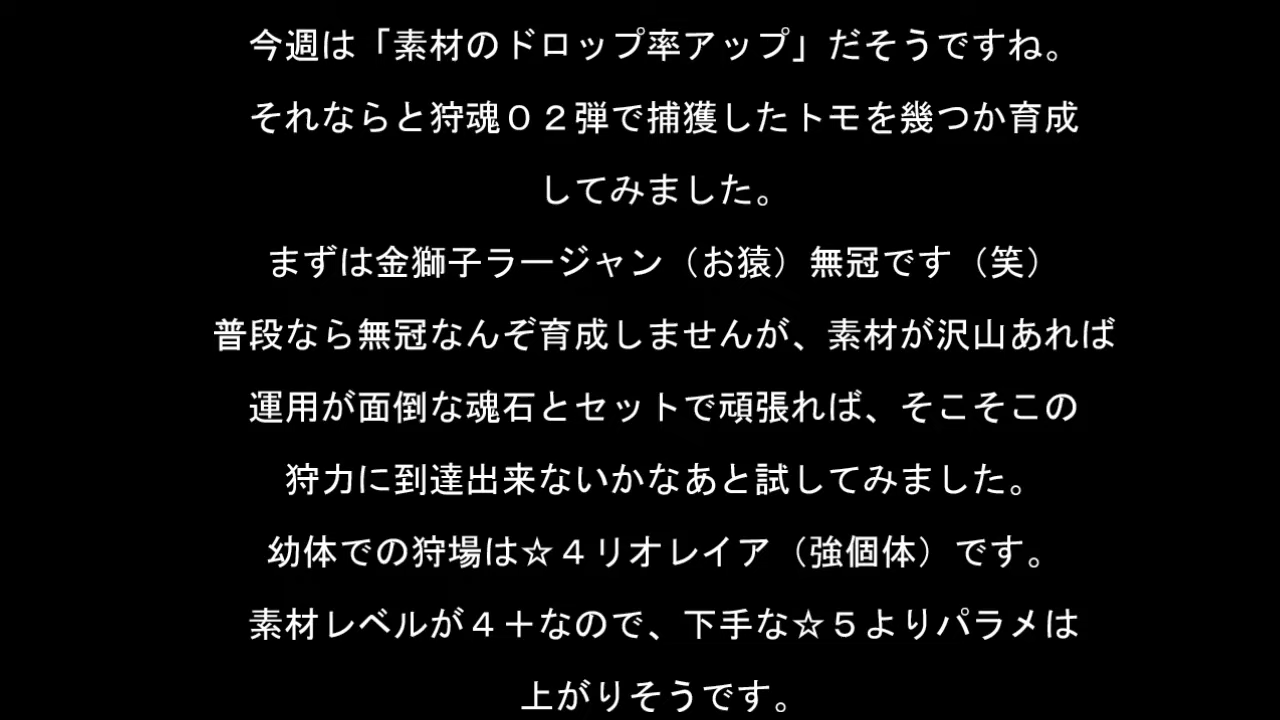 今週は「素材のドロップ率アップ」だそうですね。
それならと狩魂０２弾で捕獲したトモを幾つか育成
してみました。
まずは金獅子ラージャン（お猿）無冠です（笑）
普段なら無冠なんぞ育成しませんが、素材が沢山あれば
運用が面倒な魂石とセットで頑張れば、そこそこの
狩力に到達出来ないかなあと試してみました。
幼体での狩場は☆４リオレイア（強個体）です。
素材レベルが４＋なので、下手な☆５よりパラメは
上がりそうです。